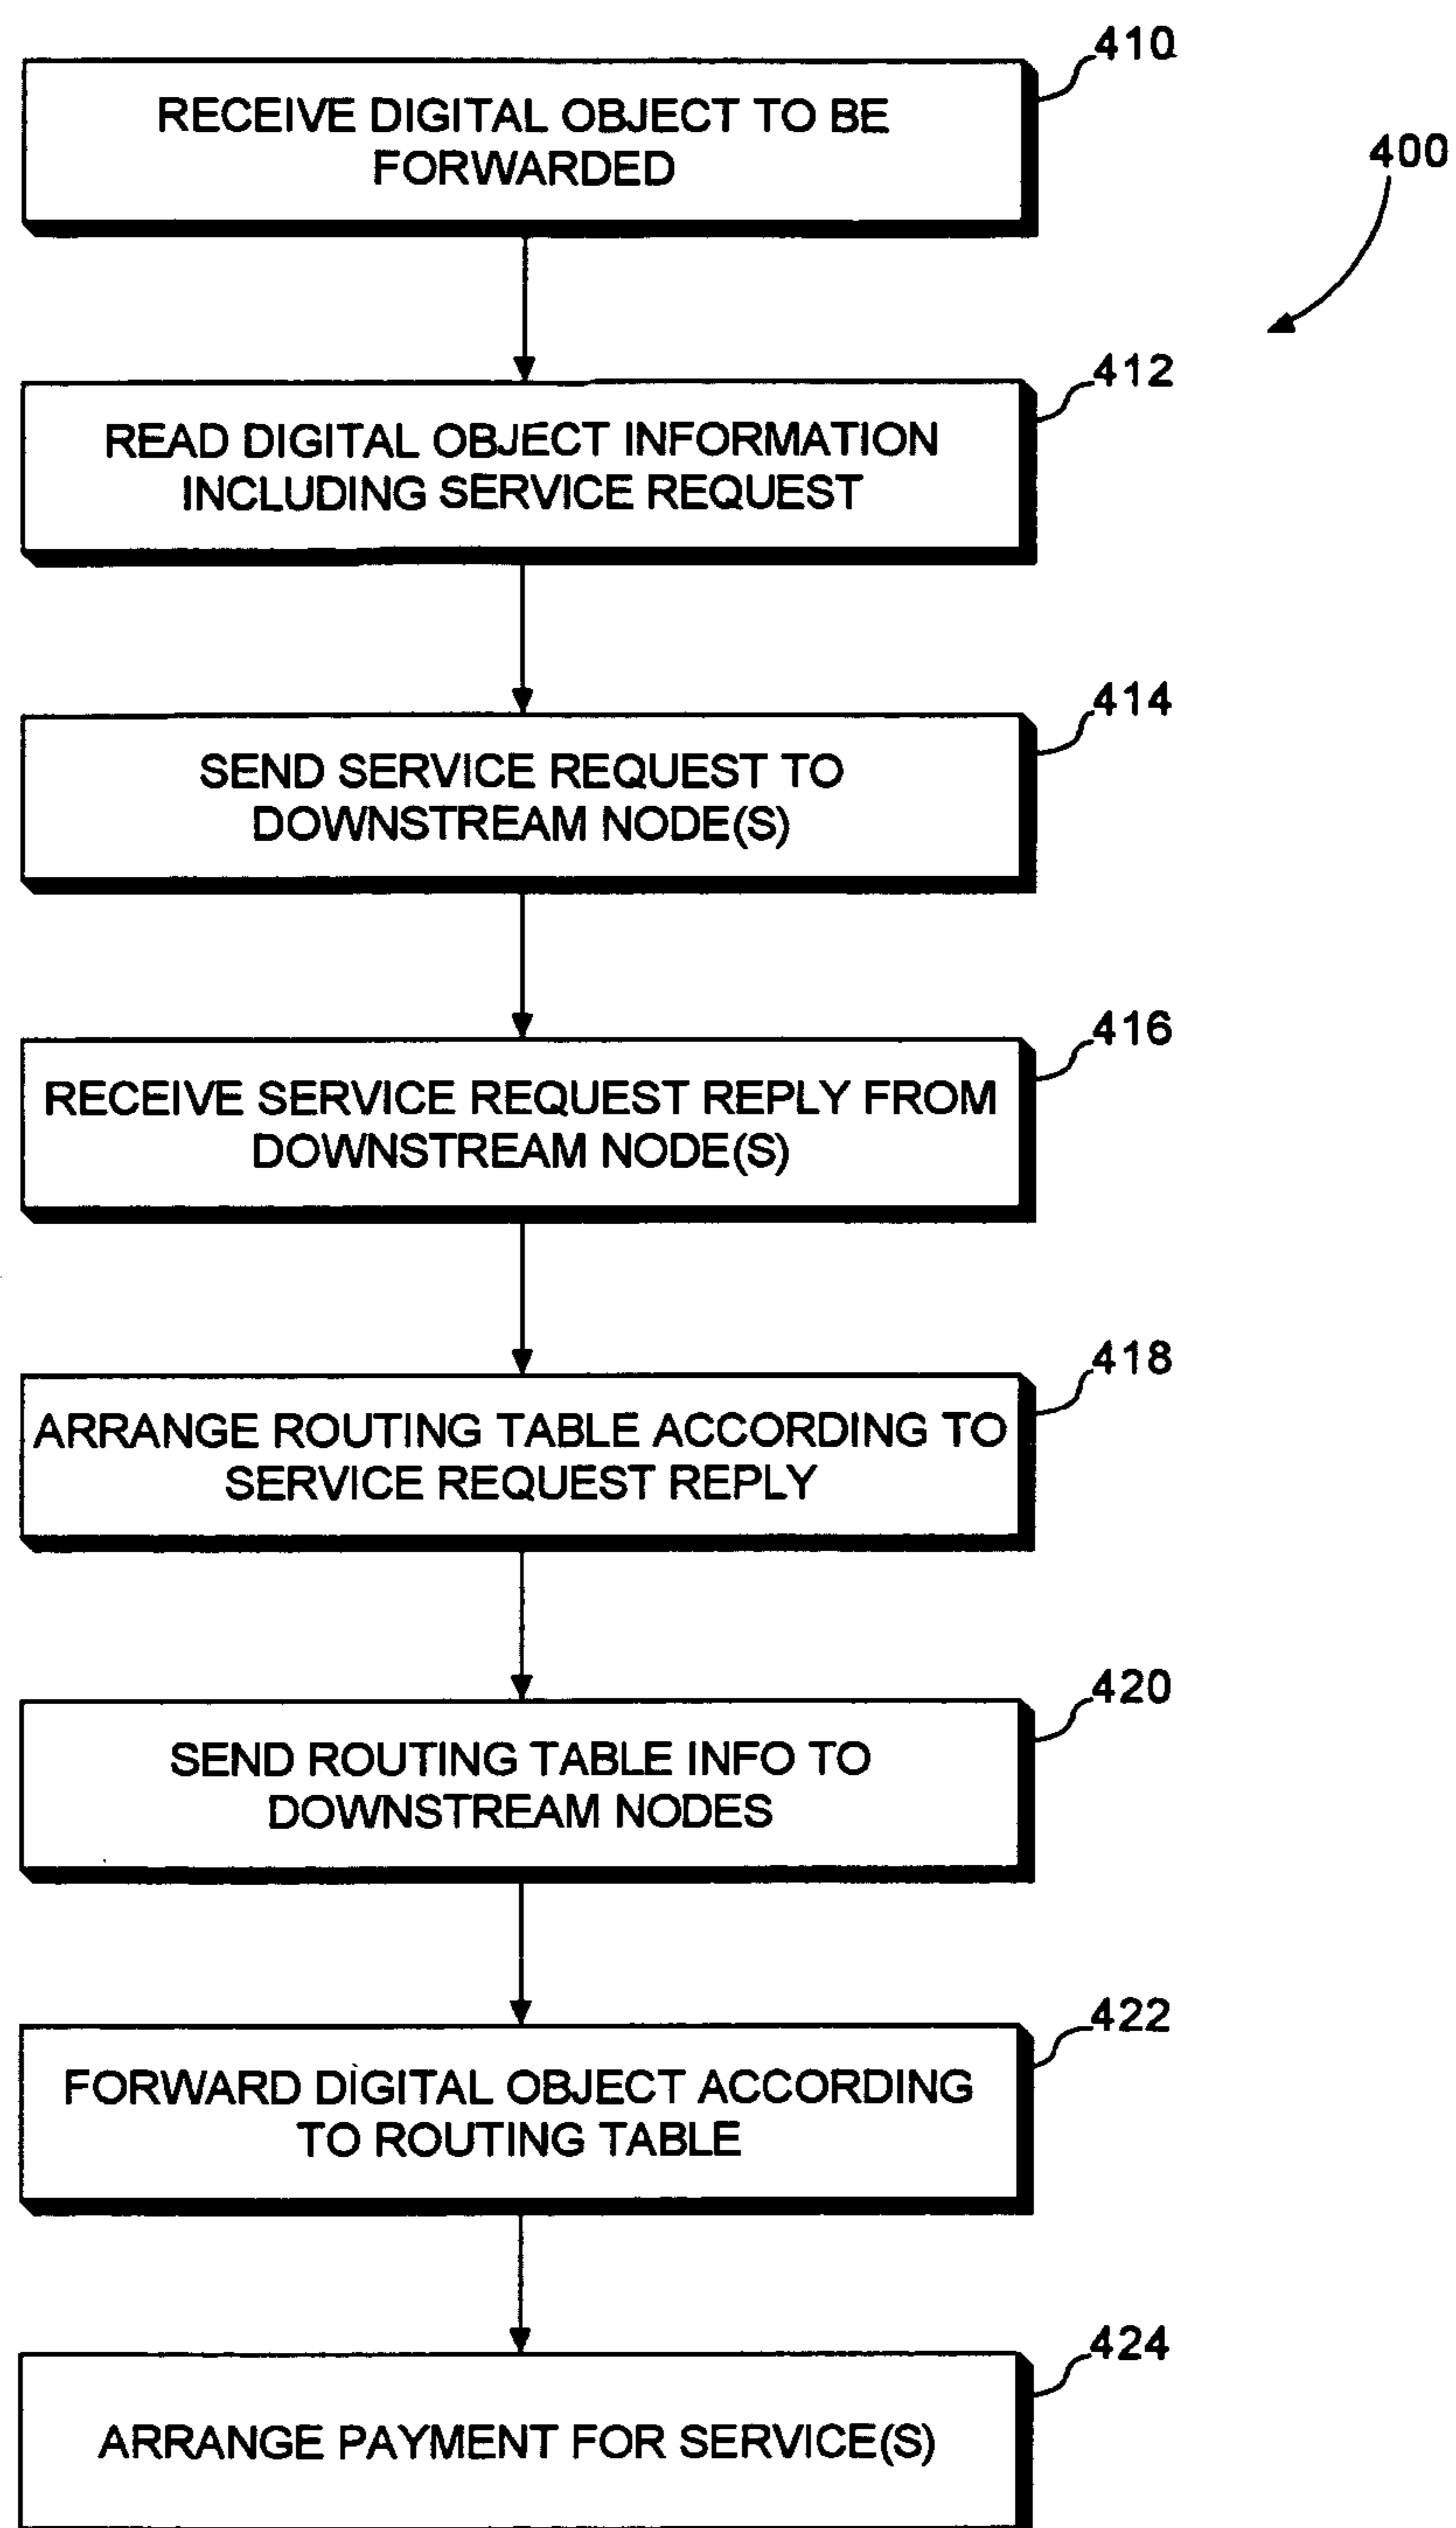 410
RECEIVE DIGITAL OBJECT TO BE
FORWARDED
400
412
READ DIGITAL OBJECT INFORMATION
INCLUDING SERVICE REQUEST
414
SEND SERVICE REQUEST TO
DOWNSTREAM NODE(S)
416
RECEIVE SERVICE REQUEST REPLY FROM
DOWNSTREAM NODE(S)
418
ARRANGE ROUTING TABLE ACCORDING TO
SERVICE REQUEST REPLY
420
SEND ROUTING TABLE INFO TO
DOWNSTREAM NODES
422
FORWARD DIGITAL OBJECT ACCORDING
TO ROUTING TABLE
424
ARRANGE PAYMENT FOR SERVICE(S)